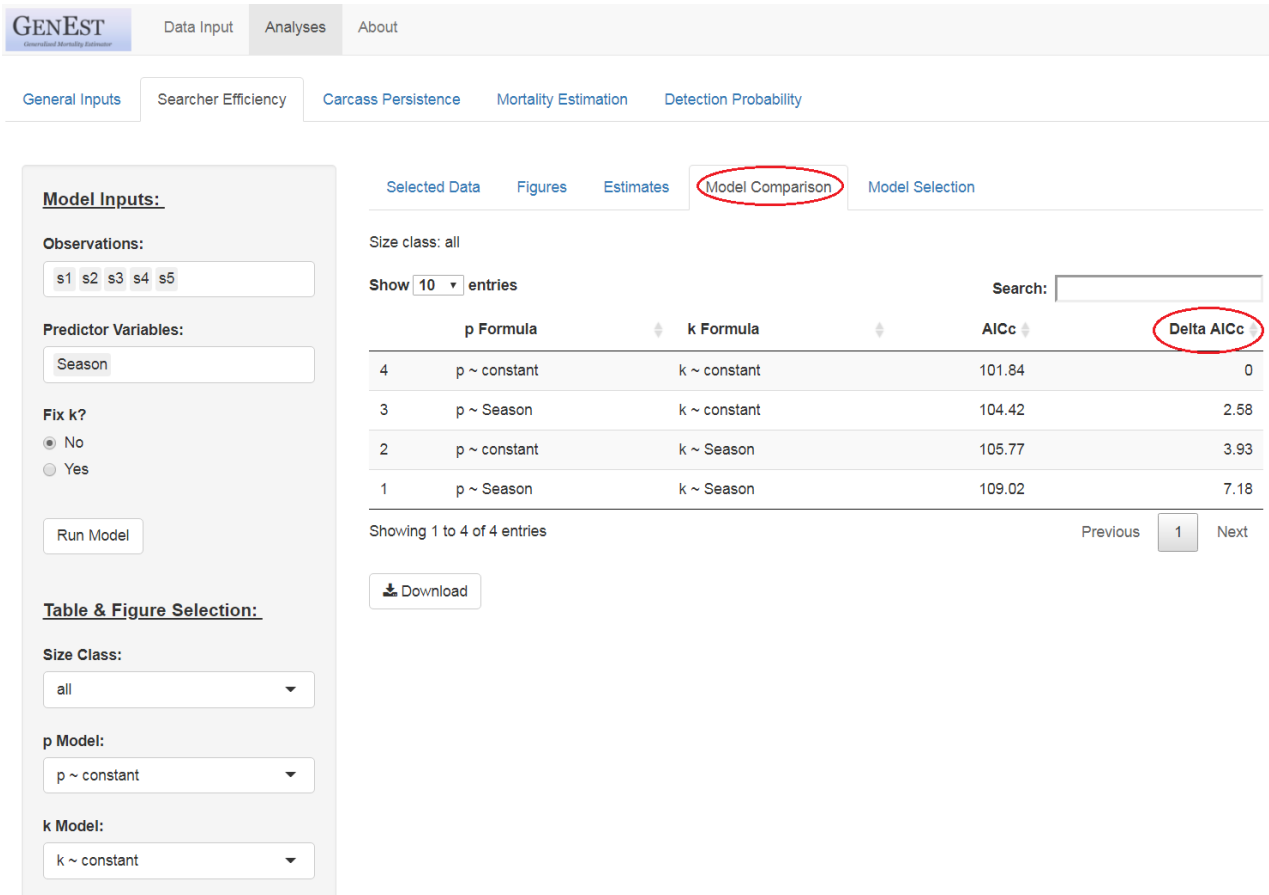 GENEST
Generalized Mortality Estimator
Data Input Analyses About
General Inputs Searcher Efficiency Carcass Persistence Mortality Estimation Detection Probability
Model Inputs:
Observations:
s1 s2 s3 s4 s5
Predictor Variables:
Season
Fix k?
No
Yes
Run Model
Table & Figure Selection:
Size Class:
all
p Model:
p ~ constant
k Model:
k ~ constant
Selected Data Figures Estimates Model Comparison Model Selection
Size class: all
Show 10 entries
Search:
p Formula k Formula AICc Delta AICc
4 p ~ constant k ~ constant 101.84 0
3 p ~ Season k ~ constant 104.42 2.58
2 p ~ constant k ~ Season 105.77 3.93
1 p ~ Season k ~ Season 109.02 7.18
Showing 1 to 4 of 4 entries
Previous 1 Next
Download